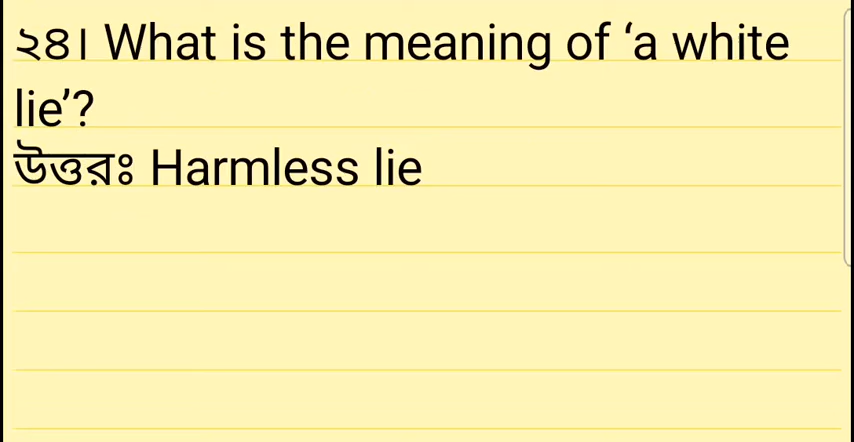 ২৪। What is the meaning of ‘a white
lie’?
উত্তরঃ Harmless lie